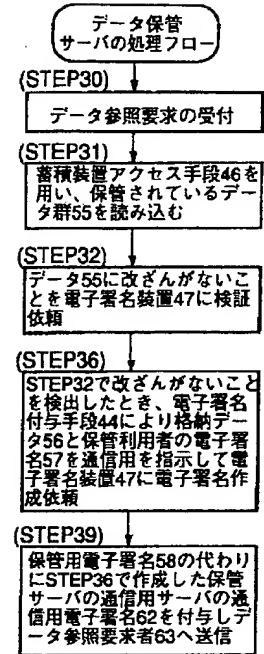 データ保管
サーバの処理フロー
(STEP30)
データ参照要求の受付
(STEP31)
蓄積装置アクセス手段46を
用い、保管されているデー
タ群55を読み込む
(STEP32)
データ55に改ざんがないこ
とを電子署名装置47に検証
依頼
(STEP36)
STEP32で改ざんがないこと
を検出したとき、電子署名
付与手段44により格納デー
タ56と保管利用者の電子署
名57を通信用を指示して電
子署名装置47に電子署名作
成依頼
(STEP39)
保管用電子署名58の代わり
にSTEP36で作成した保管
サーバの通信用サーバの通
信用電子署名62を付与しデ
ータ参照要求者63へ送信